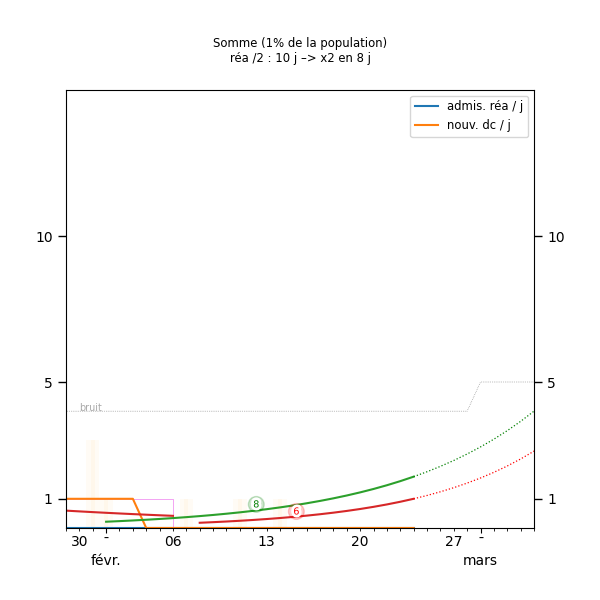 Somme (1% de la population)
réa /2 : 10 j –> x2 en 8 j
admis. réa / j
nouv. dc / j
10
10
5
5
bruit
8
6
1
1
30
06
13
20
27
févr.
mars